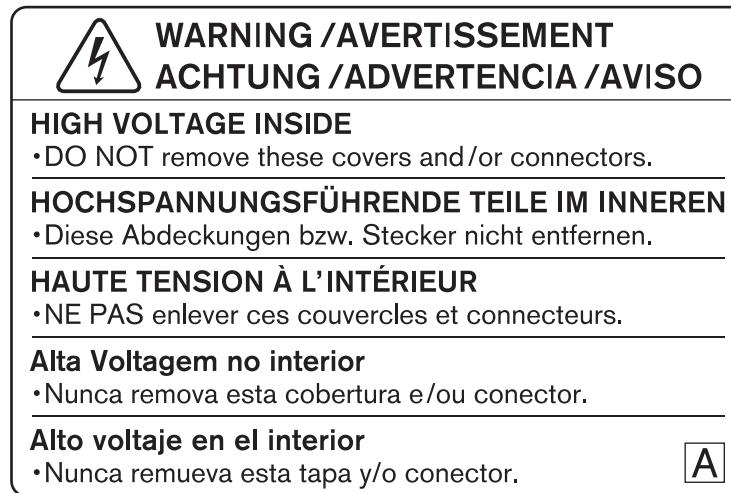 WARNING / AVERTISSEMENT
ACHTUNG / ADVERTENCIA / AVISO
HIGH VOLTAGE INSIDE
・DO NOT remove these covers and/or connectors.
HOCHSPANNUNGSFÜHRENDE TEILE IM INNEREN
・Diese Abdeckungen bzw. Stecker nicht entfernen.
HAUTE TENSION À L'INTÉRIEUR
・NE PAS enlever ces couvercles et connecteurs.
Alta Voltagem no interior
・Nunca remova esta cobertura e/ou conector.
Alto voltaje en el interior
・Nunca remueva esta tapa y/o conector.
A